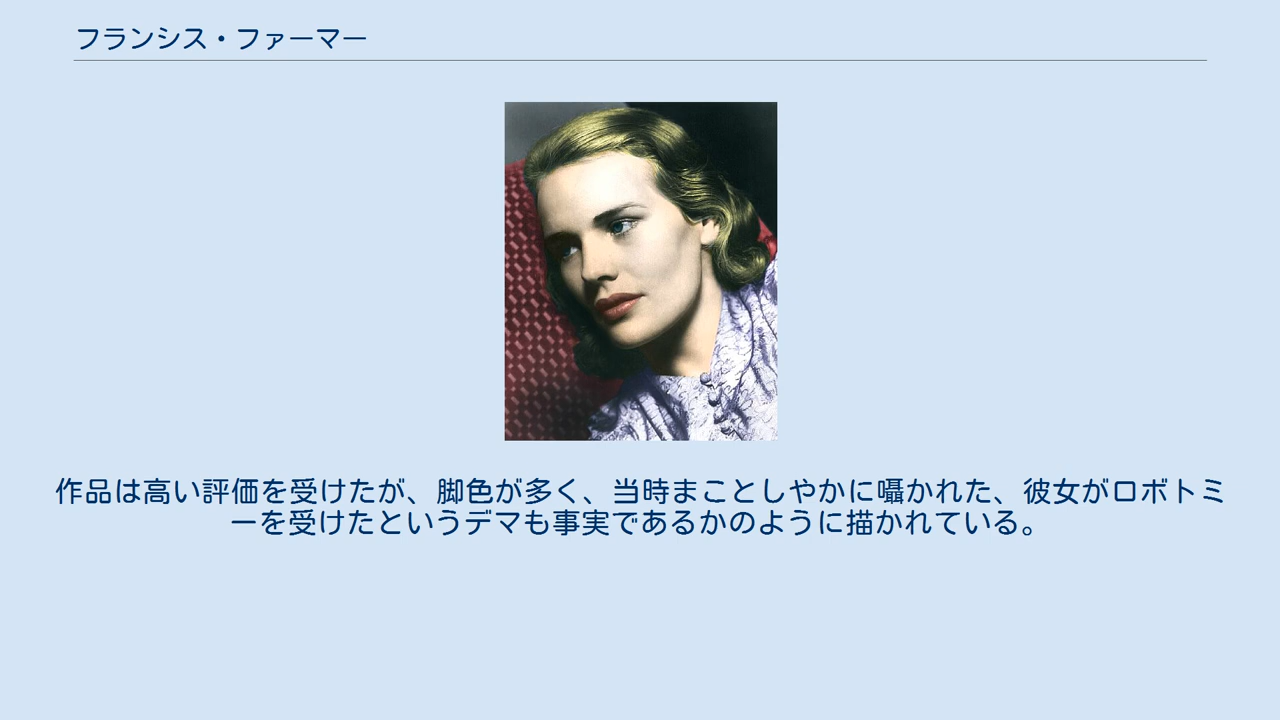 フランシス・ファーマー
作品は高い評価を受けたが、脚色が多く、当時まことしやかに囁かれた、彼女がロボトミ
ーを受けたというデマも事実であるかのように描かれている。